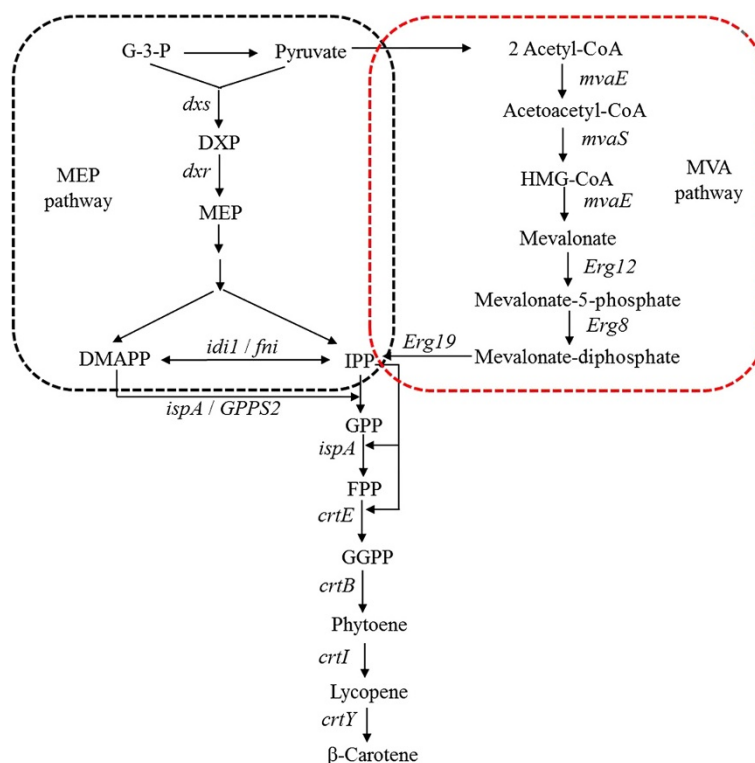 G-3-P
Pyruvate
2 Acetyl-CoA
mvaE
dxs
Acetoacetyl-CoA
mvaS
DXP
dxr
MEP
pathway
HMG-CoA
MVA
pathway
mvaE
MEP
Mevalonate
Erg12
Mevalonate-5-phosphate
Erg8
DMAPP
idi1 / fni
IPP
Erg19
Mevalonate-diphosphate
ispA / GPPS2
GPP
ispA
FPP
crtE
GGPP
crtB
Phytoene
crtI
Lycopene
crtY
β-Carotene